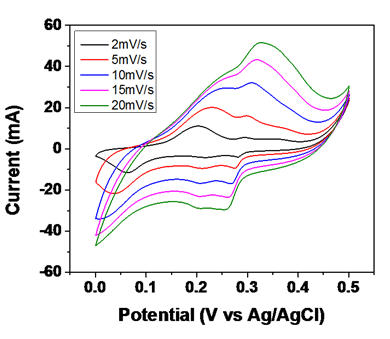 2mV/s
5mV/s
10mV/s
15mV/s
20mV/s
60
40
20
0
-20
-40
-60
Current (mA)
0.0 0.1 0.2 0.3 0.4 0.5
Potential (V vs Ag/AgCl)